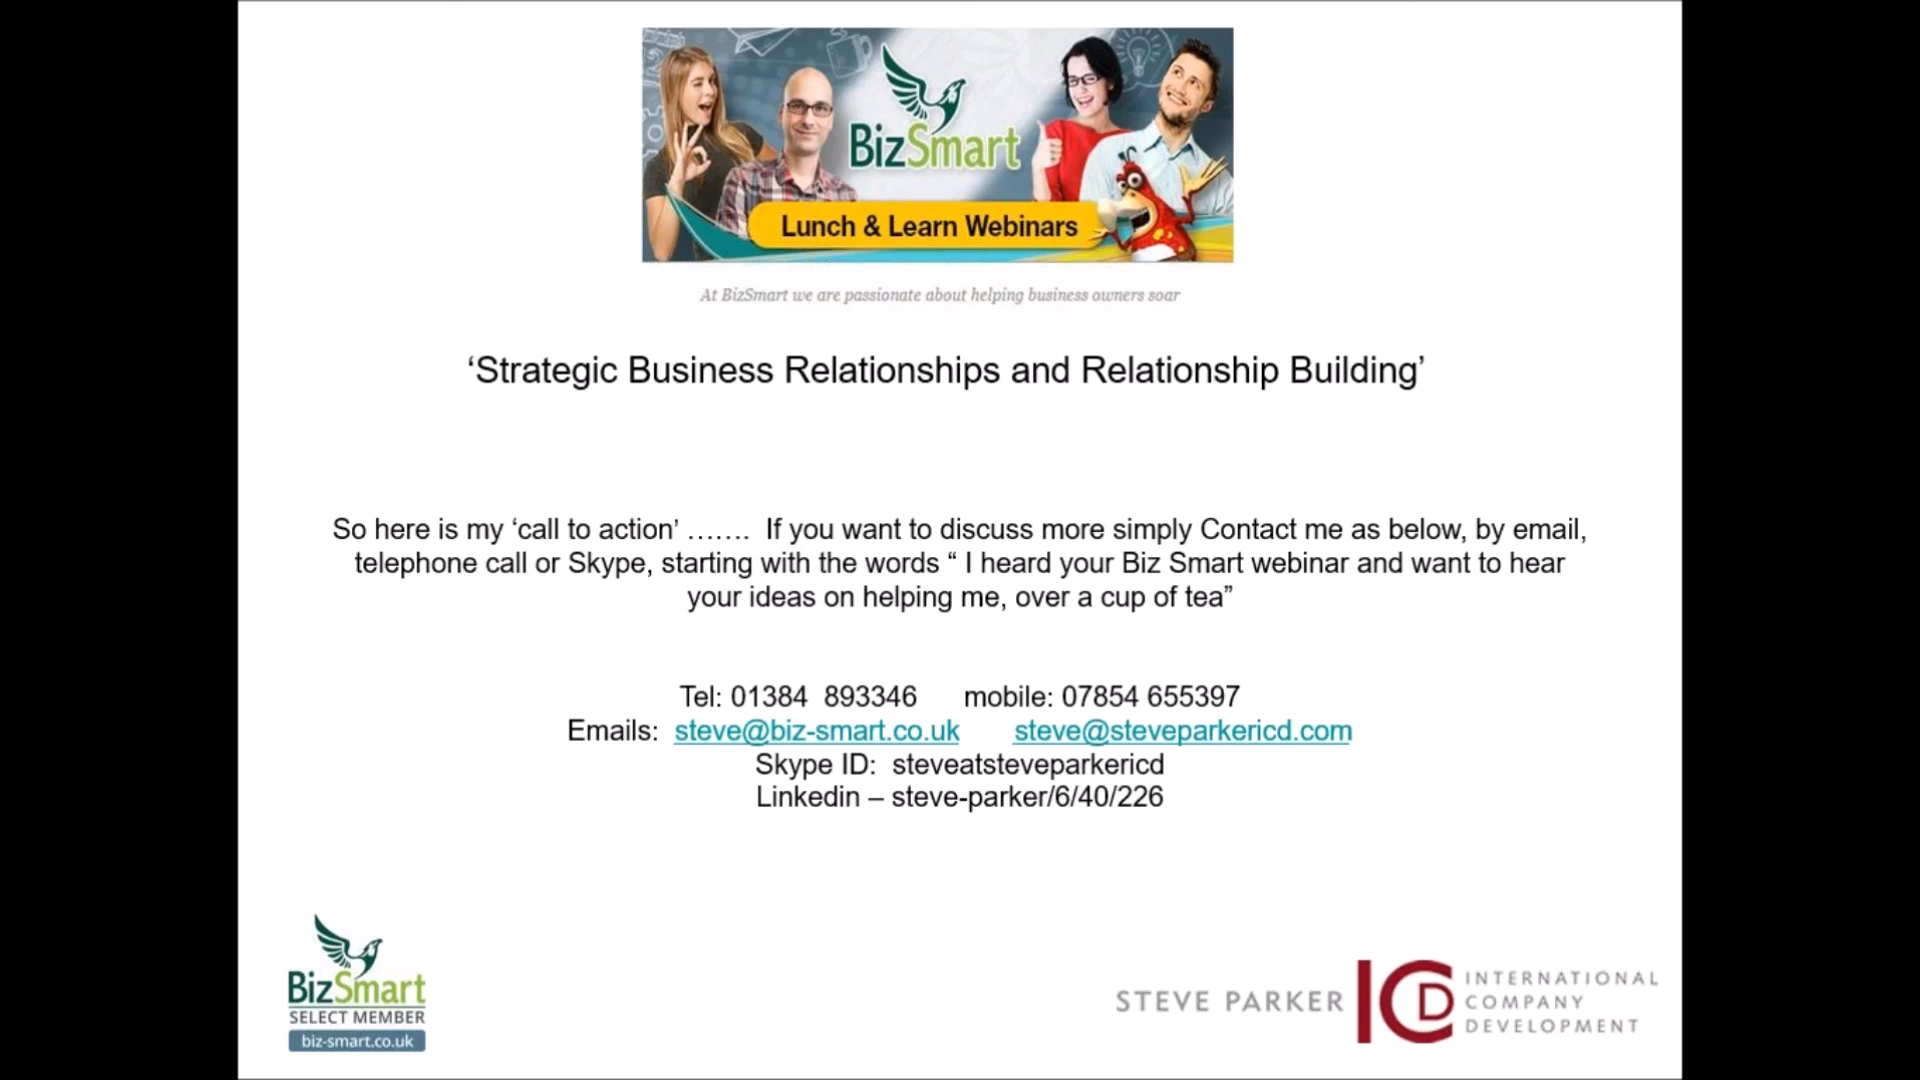 BizSmart
Lunch & Learn Webinars
At BizSmart we are passionate about helping business owners soar
‘Strategic Business Relationships and Relationship Building’
So here is my ‘call to action’ ....... If you want to discuss more simply Contact me as below, by email,
telephone call or Skype, starting with the words “ I heard your Biz Smart webinar and want to hear
your ideas on helping me, over a cup of tea”
Tel: 01384  893346 mobile: 07854 655397
Emails: steve@biz-smart.co.uk steve@steveparkericd.com
Skype ID: steveatsteveparkericd
Linkedin – steve-parker/6/40/226
BizSmart
SELECT MEMBER
biz-smart.co.uk
STEVE PARKER ICD
INTERNATIONAL
COMPANY
DEVELOPMENT